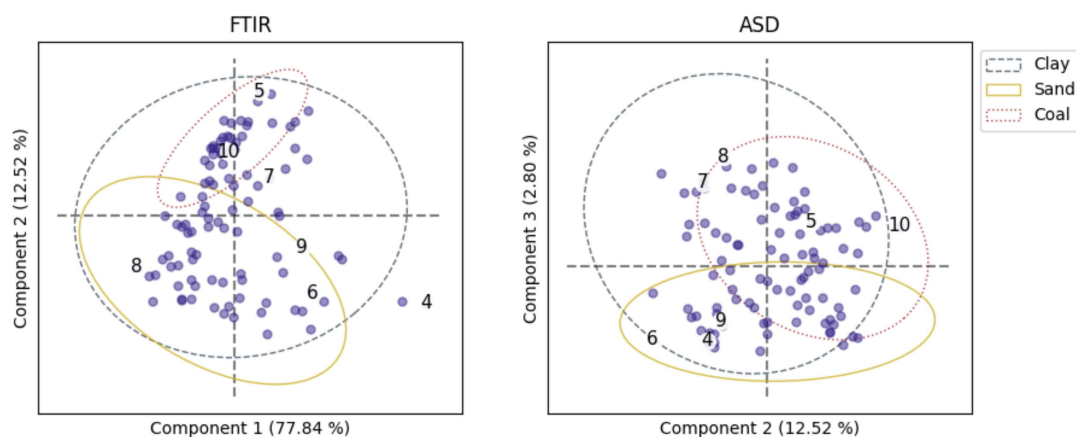 FTIR
5
10
7
9
8
6
4
Component 2 (12.52 %)
Component 1 (77.84 %)
ASD
8
7
5
10
9
6
4
Component 3 (2.80 %)
Component 2 (12.52 %)
Clay
Sand
Coal